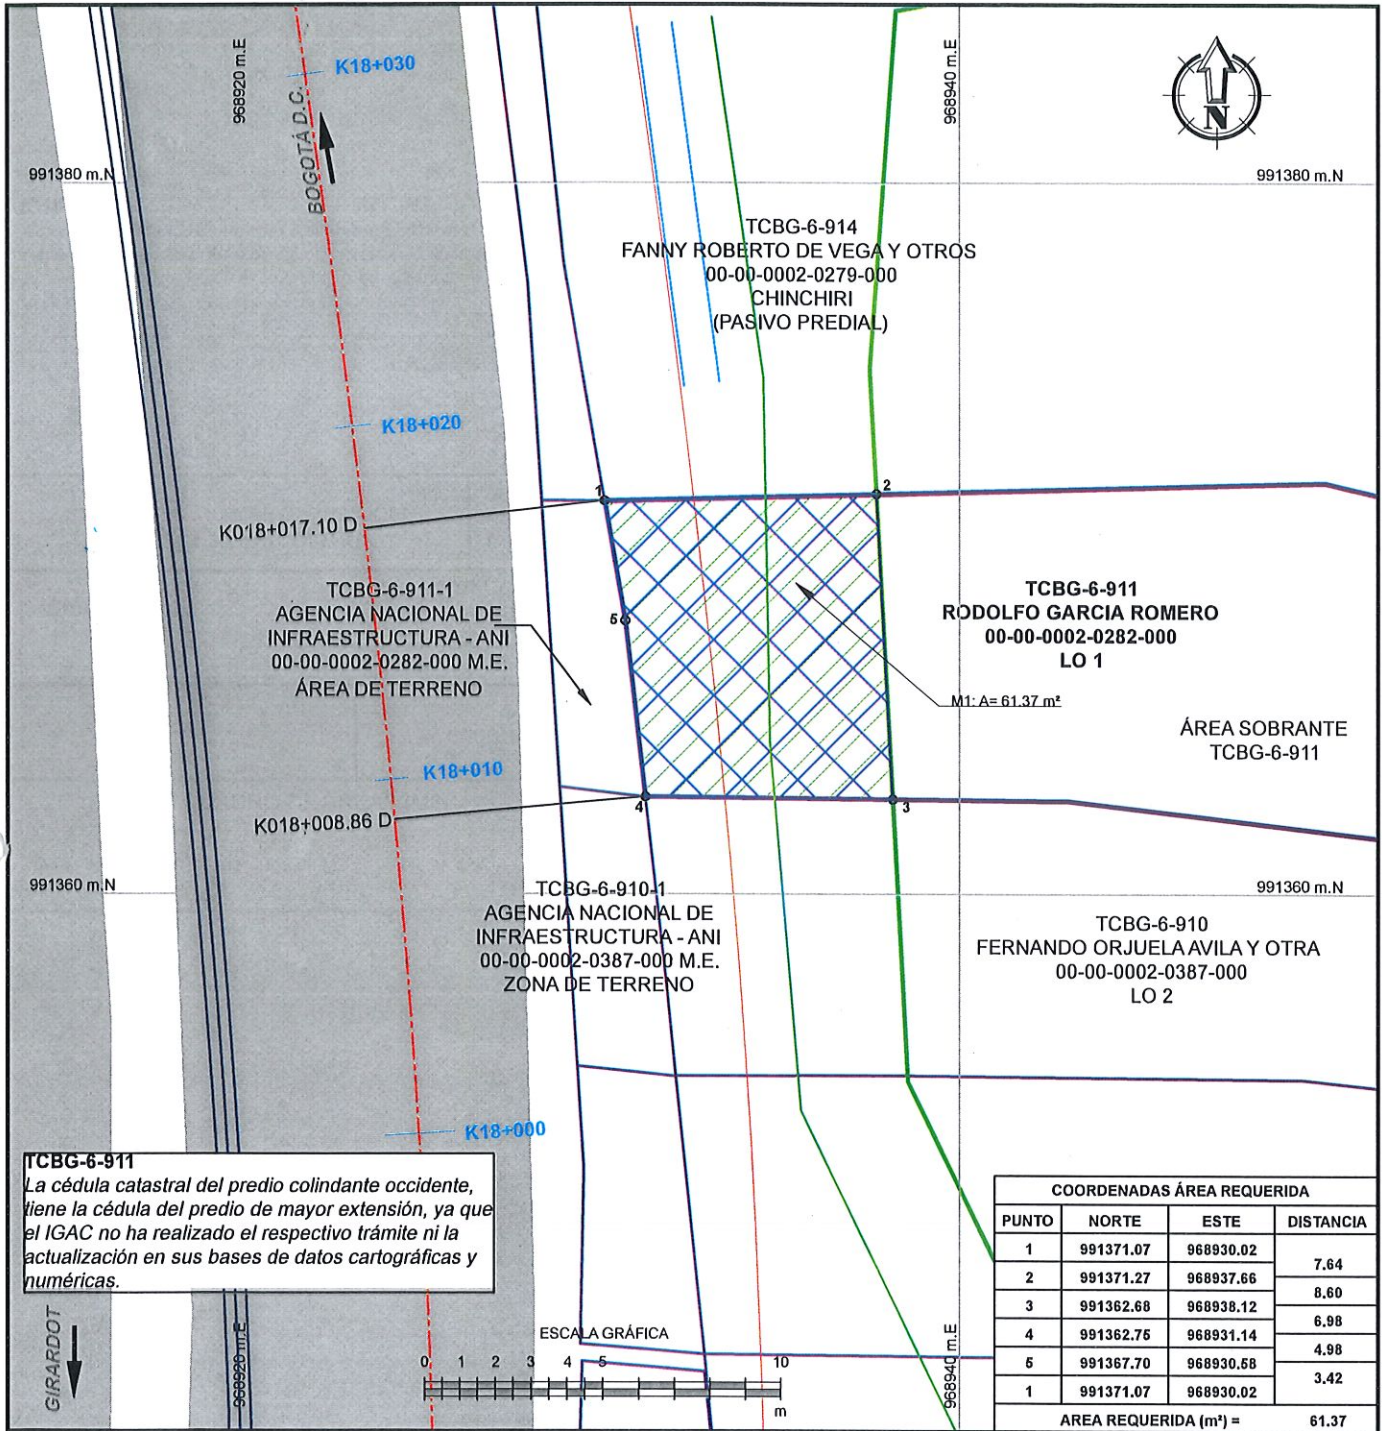 968920 m.E
K18+030
968940 m.E
N
BOGOTÁ D.C.
991380 m.N
991380 m.N
TCBG-6-914
FANNY ROBERTO DE VEGA Y OTROS
00-00-0002-0279-000
CHINCHIRI
(PASIVO PREDIAL)
K18+020
1
2
K018+017.10 D
TCBG-6-911-1
AGENCIA NACIONAL DE
INFRAESTRUCTURA - ANI
00-00-0002-0282-000 M.E.
ÁREA DE TERRENO
5
TCBG-6-911
RODOLFO GARCIA ROMERO
00-00-0002-0282-000
LO 1
M1: A= 61.37 m²
ÁREA SOBRANTE
TCBG-6-911
K18+010
4
3
K018+008.86 D
991360 m.N
991360 m.N
TCBG-6-910-1
AGENCIA NACIONAL DE
INFRAESTRUCTURA - ANI
00-00-0002-0387-000 M.E.
ZONA DE TERRENO
TCBG-6-910
FERNANDO ORJUELA AVILA Y OTRA
00-00-0002-0387-000
LO 2
K18+000
TCBG-6-911
La cédula catastral del predio colindante occidente,
tiene la cédula del predio de mayor extensión, ya que
el IGAC no ha realizado el respectivo trámite ni la
actualización en sus bases de datos cartográficas y
numéricas.
GIRARDOT
968920 m.E
ESCALA GRÁFICA
0 1 2 3 4 5 10
m
968940 m.E
COORDENADAS ÁREA REQUERIDA
PUNTO NORTE ESTE DISTANCIA
1 991371.07 968930.02
7.64
2 991371.27 968937.66
8.60
3 991362.68 968938.12
6.98
4 991362.75 968931.14
4.98
5 991367.70 968930.58
3.42
1 991371.07 968930.02
AREA REQUERIDA (m²) = 61.37